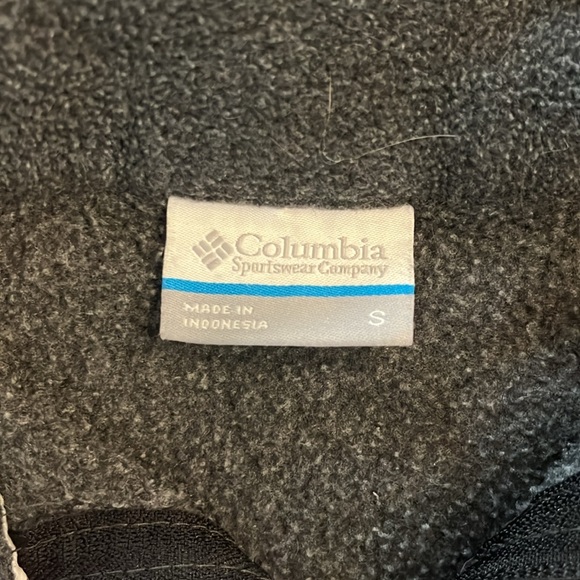 Columbia
Sportswear Company
MADE IN
INDONESIA
S